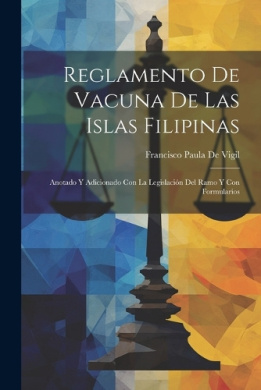 Reglamento De
Vacuna De Las
Islas Filipinas
Francisco Paula De Vigil
Anotado Y Adicionado Con La Legislación Del Ramo Y Con
Formularios